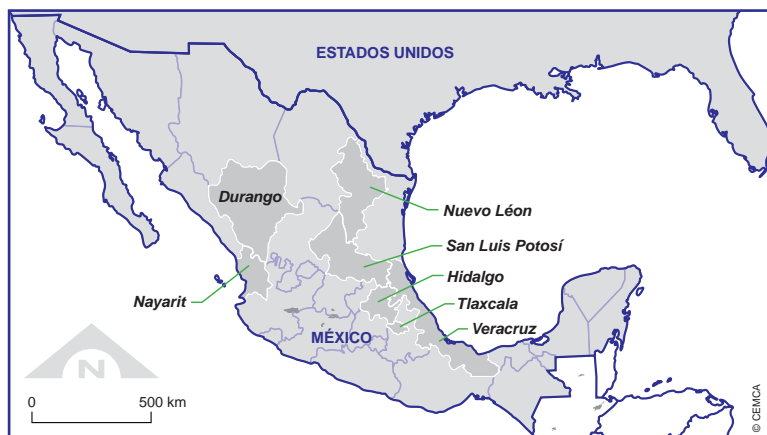 ESTADOS UNIDOS
Durango
Nuevo Léon
San Luis Potosí
Hidalgo
Nayarit
Tlaxcala
Veracruz
MÉXICO
N
0 500 km
© CEMCA